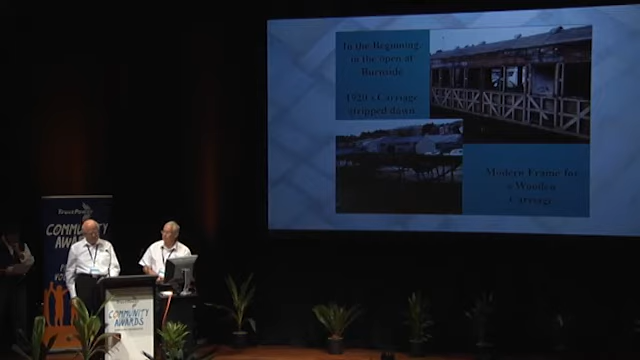 In the Beginning,
in the open at
Burnside
1920's Carriage
stripped down
Modern Frame for
a Wooden
Carriage
TrustPower
COMMUNITY
AWARDS
COMMUNITY
AWARDS